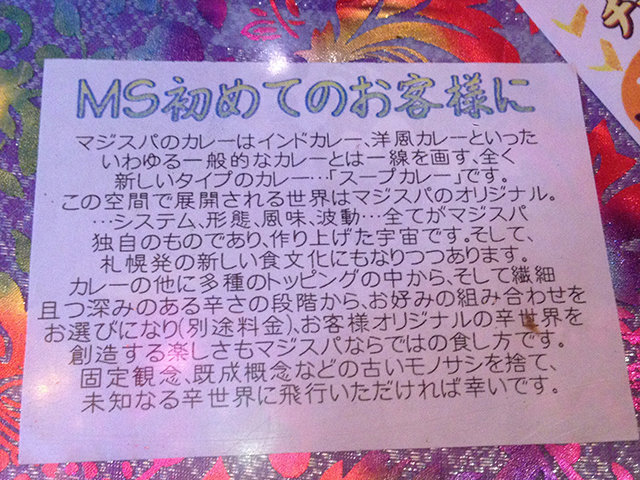 MS初めてのお客様に
マジスパのカレーはインドカレー、洋風カレーといった
いわゆる一般的なカレーとは一線を画す、全く
新しいタイプのカレー…「スープカレー」です。
この空間で展開される世界はマジスパのオリジナル。
…システム、形態、風味、波動…全てがマジスパ
独自のものであり、作り上げた宇宙です。そして、
札幌発の新しい食文化にもなりつつあります。
カレーの他に多種のトッピングの中から、そして繊細
且つ深みのある辛さの段階から、お好みの組み合わせを
お選びになり(別途料金)、お客様オリジナルの辛世界を
創造する楽しさもマジスパならではの食し方です。
固定観念、既成概念などの古いモノサシを捨て、
未知なる辛世界に飛行いただければ幸いです。